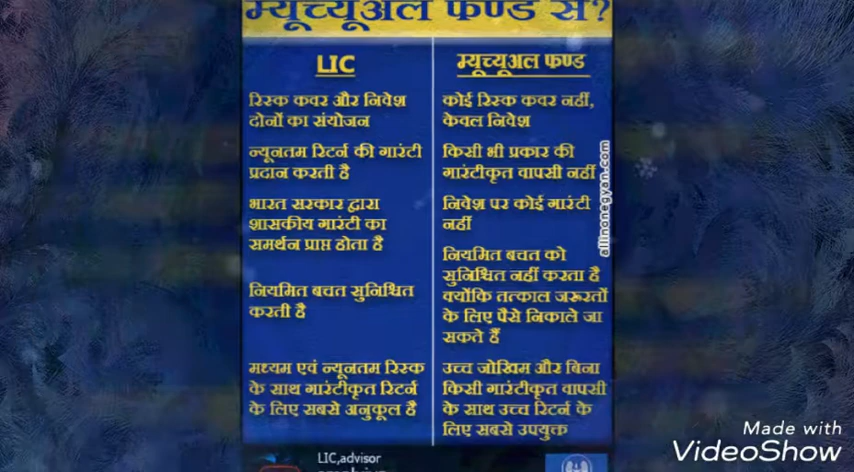 म्यूच्यूअल फण्ड से?
LIC
रिस्क कवर और निवेश
दोनों का संयोजन
न्यूनतम रिटर्न की गारंटी
प्रदान करती है
भारत सरकार द्वारा
शासकीय गारंटी का
समर्थन प्राप्त होता है
नियमित बचत सुनिश्चित
करती है
मध्यम एवं न्यूनतम रिस्क
के साथ गारंटीकृत रिटर्न
के लिए सबसे अनुकूल है
म्यूच्यूअल फण्ड
कोई रिस्क कवर नहीं,
केवल निवेश
किसी भी प्रकार की
गारंटीकृत वापसी नहीं
निवेश पर कोई गारंटी
नहीं
नियमित बचत को
सुनिश्चित नहीं करता है
क्योंकि तत्काल जरूरतों
के लिए पैसे निकाले जा
सकते हैं
उच्च जोखिम और बिना
किसी गारंटीकृत वापसी
के साथ उच्च रिटर्न के
लिए सबसे उपयुक्त
allinonegyan.com
LIC,advisor
Made with
VideoShow